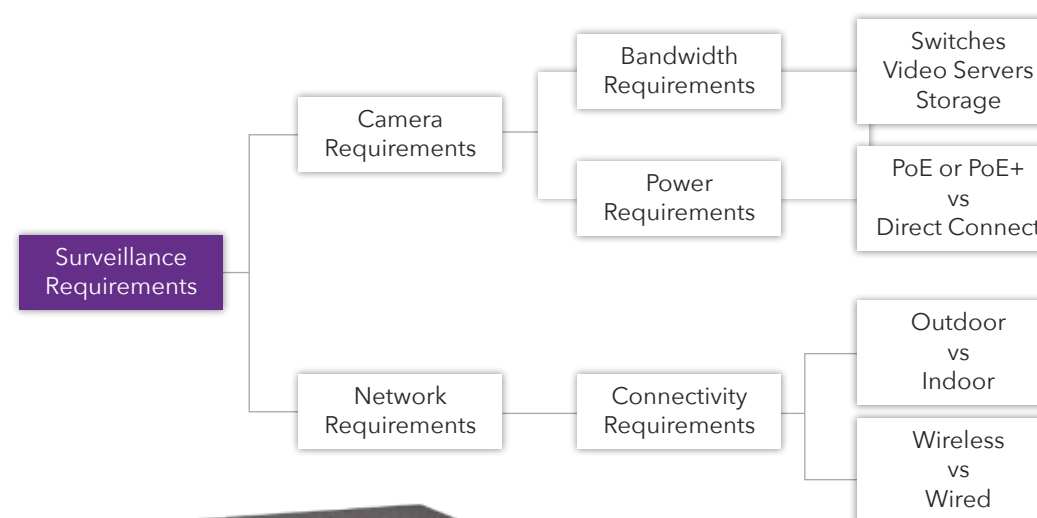 Surveillance
Requirements
Camera
Requirements
Bandwidth
Requirements
Switches
Video Servers
Storage
Power
Requirements
PoE or PoE+
vs
Direct Connect
Network
Requirements
Connectivity
Requirements
Outdoor
vs
Indoor
Wireless
vs
Wired